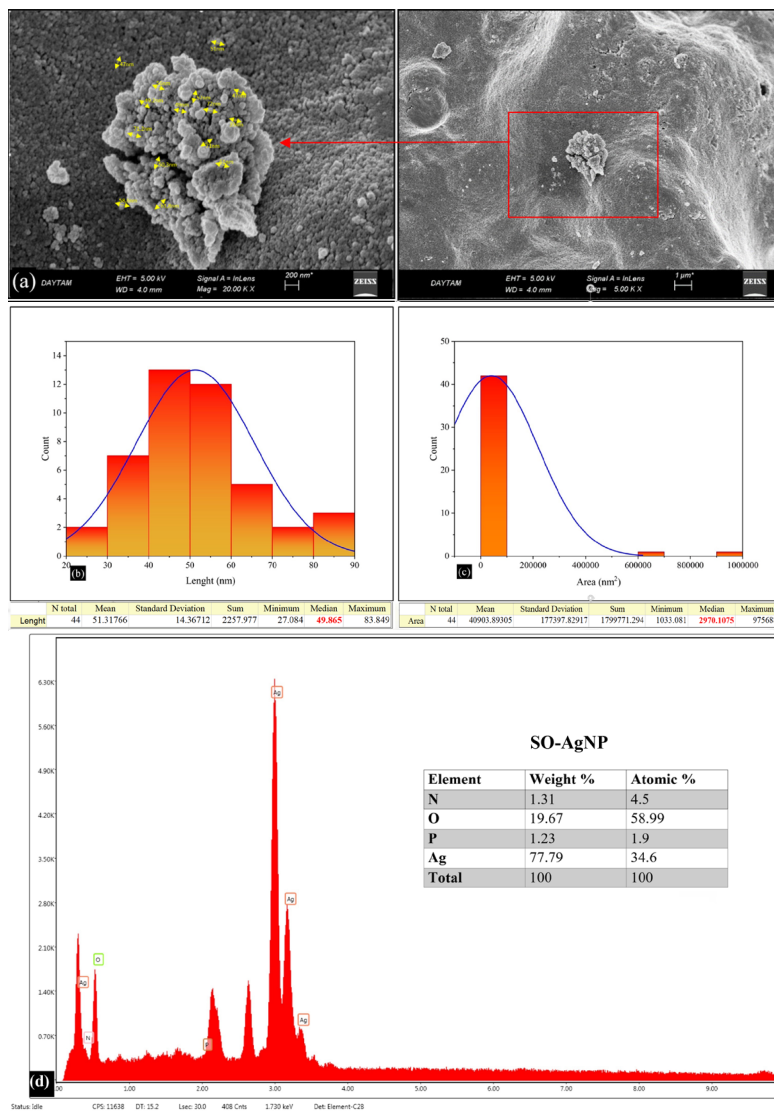 (a)
DAYTAM
EHT = 5.00 kV
Signal A = InLens
200 nm*
WD = 4.0 mm
Mag = 20.00 K X
ZEISS
DAYTAM
EHT = 5.00 kV
Signal A = InLens
1 µm*
WD = 4.0 mm
Mag = 5.00 K X
ZEISS
14
12
10
8
6
4
2
0
Count
20 30 40 50 60 70 80 90
(b)
Lenght (nm)
N total Mean Standard Deviation Sum Minimum Median Maximum
Lenght 44 51.31766 14.36712 2257.977 27.084 49.865 83.849
50
40
30
20
10
0
Count
0 200000 400000 600000 800000 1000000
(c)
Area (nm²)
N total Mean Standard Deviation Sum Minimum Median Maximum
Area 44 40903.89305 177397.82917 1799771.294 1033.081 2970.1075 97568
6.30K
5.60K
4.90K
4.20K
3.50K
2.80K
2.10K
1.40K
0.70K
Ag
Ag
Ag
Ag
O
N
P
SO-AgNP
Element Weight % Atomic %
N 1.31 4.5
O 19.67 58.99
P 1.23 1.9
Ag 77.79 34.6
Total 100 100
(d)
.00 1.00 2.00 3.00 4.00 5.00 6.00 7.00 8.00 9.00
Status: Idle CPS: 11638 DT: 15.2 Lsec: 30.0 408 Cnts 1.730 keV Det: Element-C2B